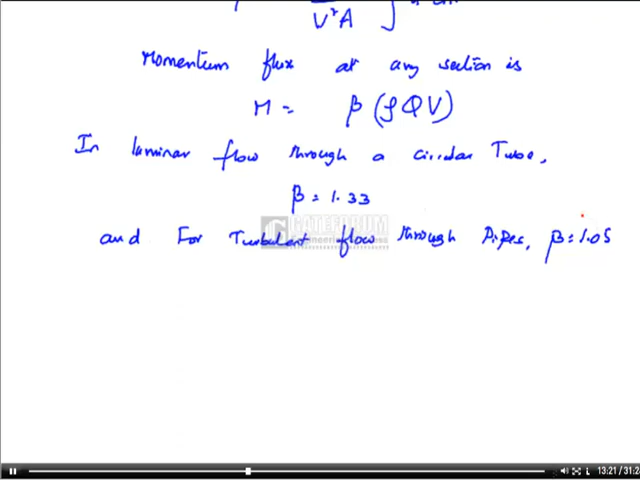 V²A
Momentum flux at any section is
M = β (ρQV)
In laminar flow through a circular Tube,
β = 1.33
GATEFORUM
and For Turbulent flow through Pipes, β = 1.05
13:21/31:2